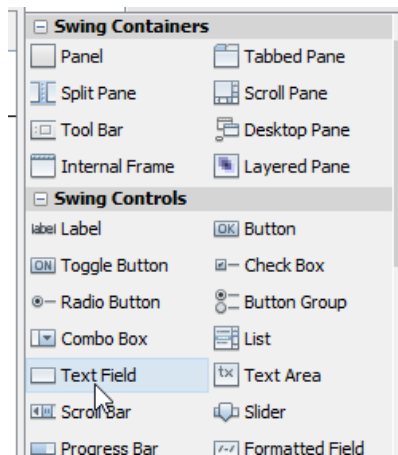 Swing Containers
Panel Tabbed Pane
Split Pane Scroll Pane
Tool Bar Desktop Pane
Internal Frame Layered Pane
Swing Controls
label Label OK Button
ON Toggle Button Check Box
Radio Button Button Group
Combo Box List
Text Field tx Text Area
Scroll Bar Slider
Progress Bar Formatted Field